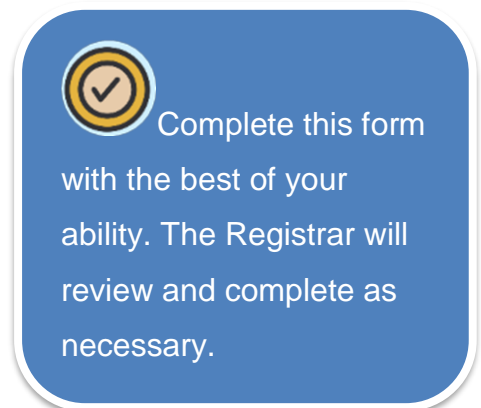 Complete this form
with the best of your
ability. The Registrar will
review and complete as
necessary.